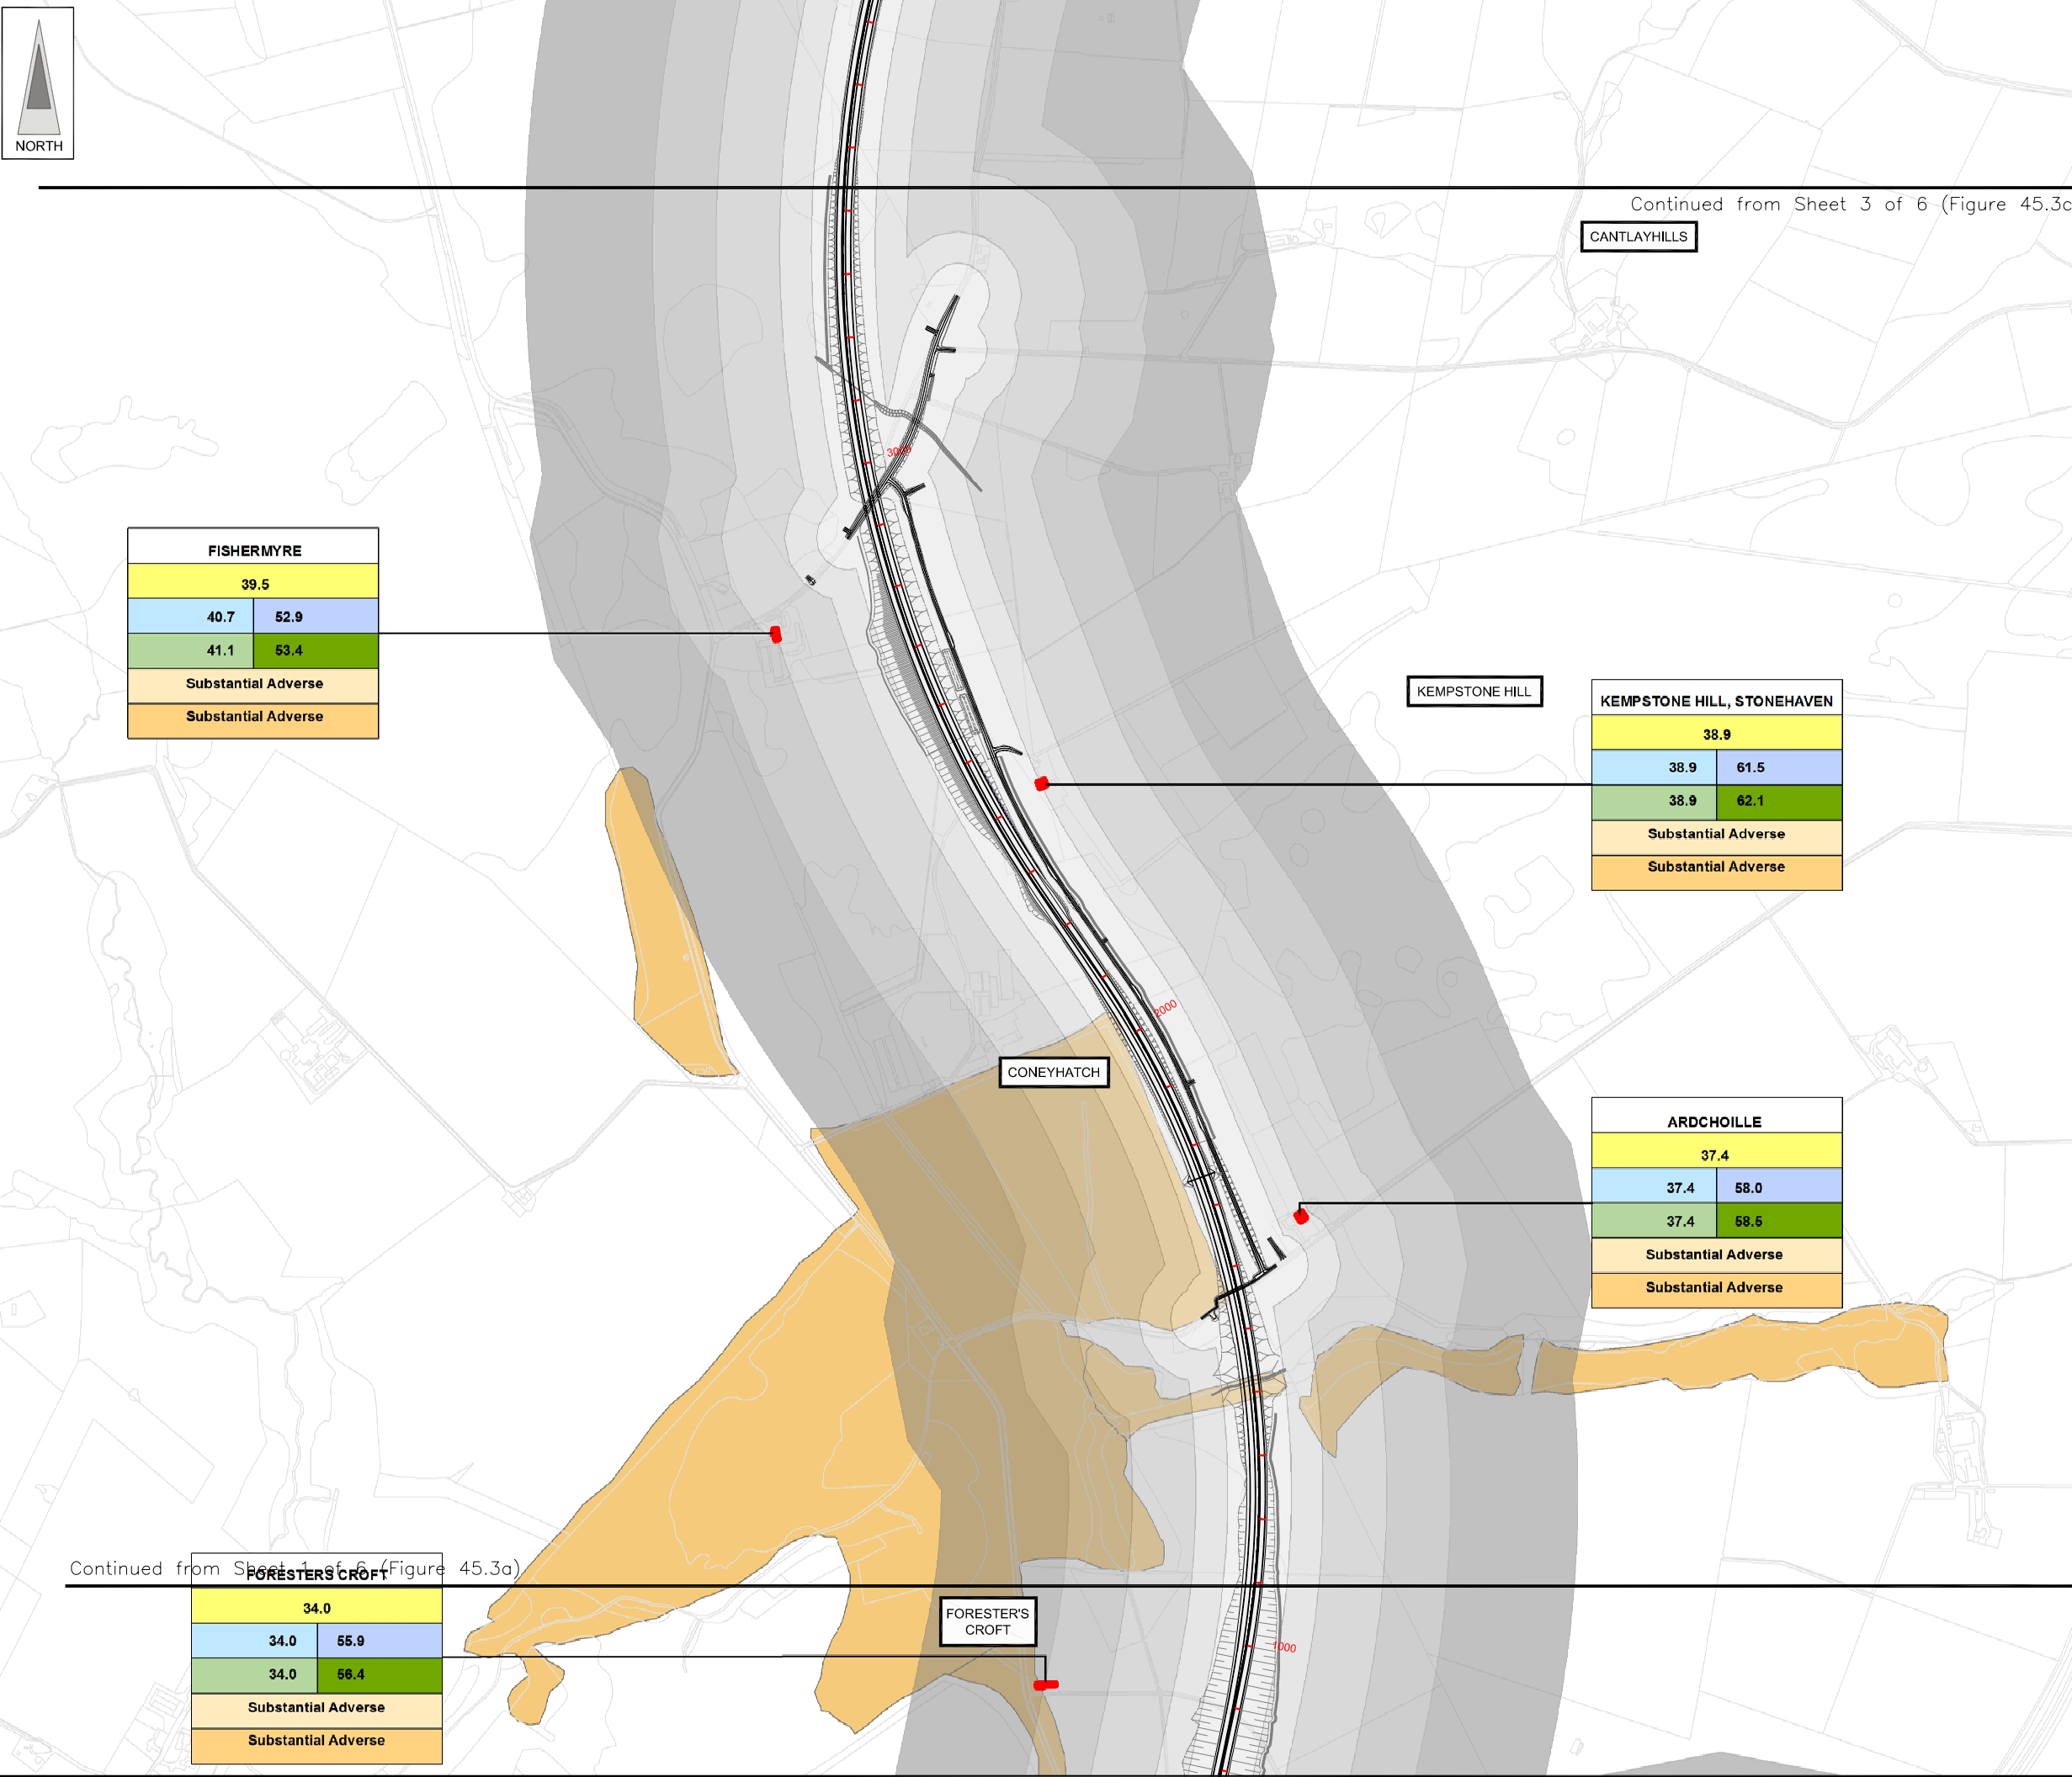 NORTH
Continued from Sheet 3 of 6 (Figure 45.3c
CANTLAYHILLS
3000
FISHERMYRE
39.5
40.7 52.9
41.1 53.4
Substantial Adverse
Substantial Adverse
KEMPSTONE HILL
KEMPSTONE HILL, STONEHAVEN
38.9
38.9 61.5
38.9 62.1
Substantial Adverse
Substantial Adverse
2000
CONEYHATCH
ARDCHOILLE
37.4
37.4 58.0
37.4 58.5
Substantial Adverse
Substantial Adverse
Continued from Sheet 1 of 6 (Figure 45.3a)
FORESTERS CROFT
34.0
34.0 55.9
34.0 56.4
Substantial Adverse
Substantial Adverse
FORESTER'S
CROFT
1000